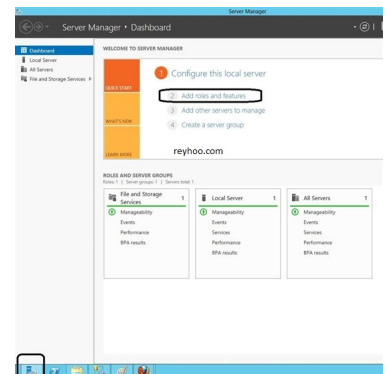 Server Manager
Server Manager • Dashboard
Dashboard
Local Server
All Servers
File and Storage Services
WELCOME TO SERVER MANAGER
QUICK START
WHAT'S NEW
LEARN MORE
1 Configure this local server
2 Add roles and features
3 Add other servers to manage
4 Create a server group
reyhoo.com
ROLES AND SERVER GROUPS
Roles: 1 | Server groups: 1 | Servers total: 1
File and Storage Services 1
Manageability
Events
Performance
BPA results
Local Server 1
Manageability
Events
Services
Performance
BPA results
All Servers 1
Manageability
Events
Services
Performance
BPA results